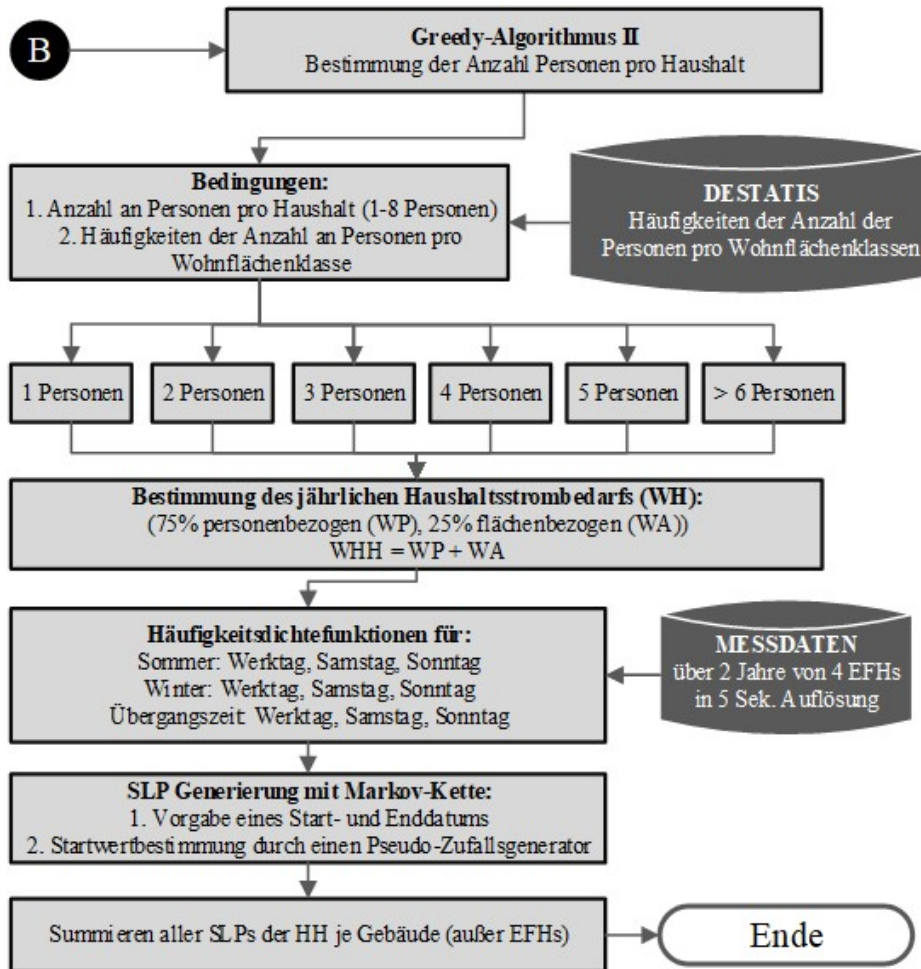 B
Greedy-Algorithmus II
Bestimmung der Anzahl Personen pro Haushalt
Bedingungen:
1. Anzahl an Personen pro Haushalt (1-8 Personen)
2. Häufigkeiten der Anzahl an Personen pro
Wohnflächenklasse
DESTATIS
Häufigkeiten der Anzahl der
Personen pro Wohnflächenklassen
1 Personen
2 Personen
3 Personen
4 Personen
5 Personen
> 6 Personen
Bestimmung des jährlichen Haushaltsstrombedarfs (WH):
(75% personenbezogen (WP), 25% flächenbezogen (WA))
WHH = WP + WA
Häufigkeitsdichtefunktionen für:
Sommer: Werktag, Samstag, Sonntag
Winter: Werktag, Samstag, Sonntag
Übergangszeit: Werktag, Samstag, Sonntag
MESSDATEN
über 2 Jahre von 4 EFHs
in 5 Sek. Auflösung
SLP Generierung mit Markov-Kette:
1. Vorgabe eines Start- und Enddatums
2. Startwertbestimmung durch einen Pseudo-Zufallsgenerator
Summieren aller SLPs der HH je Gebäude (außer EFHs)
Ende